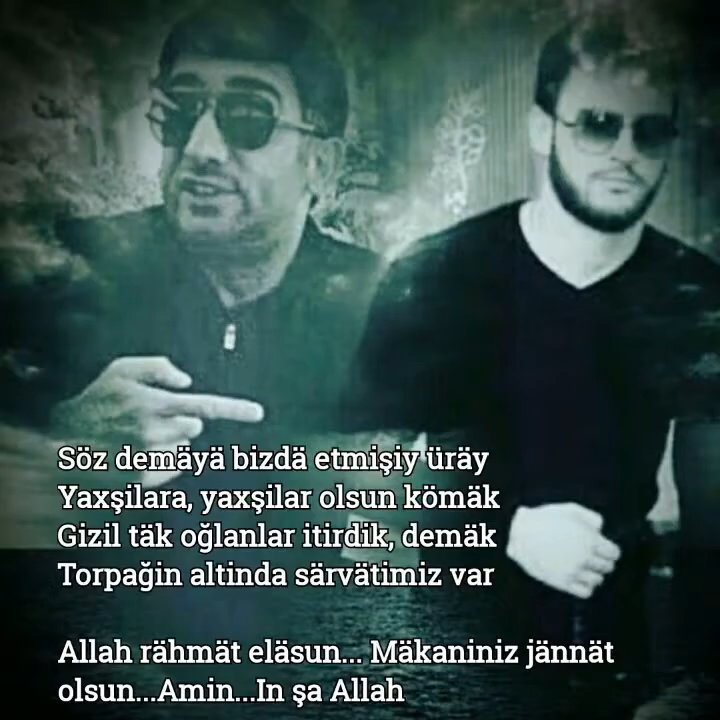 Söz demäyä bizdä etmişiy üräy
Yaxşilara, yaxşilar olsun kömäk
Gizil täk oğlanlar itirdik, demäk
Torpağin altinda särvätimiz var
Allah rähmät eläsun... Mäkaniniz jännät
olsun...Amin...In şa Allah